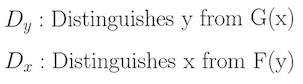 D_y : Distinguishes y from G(x)
D_x : Distinguishes x from F(y)